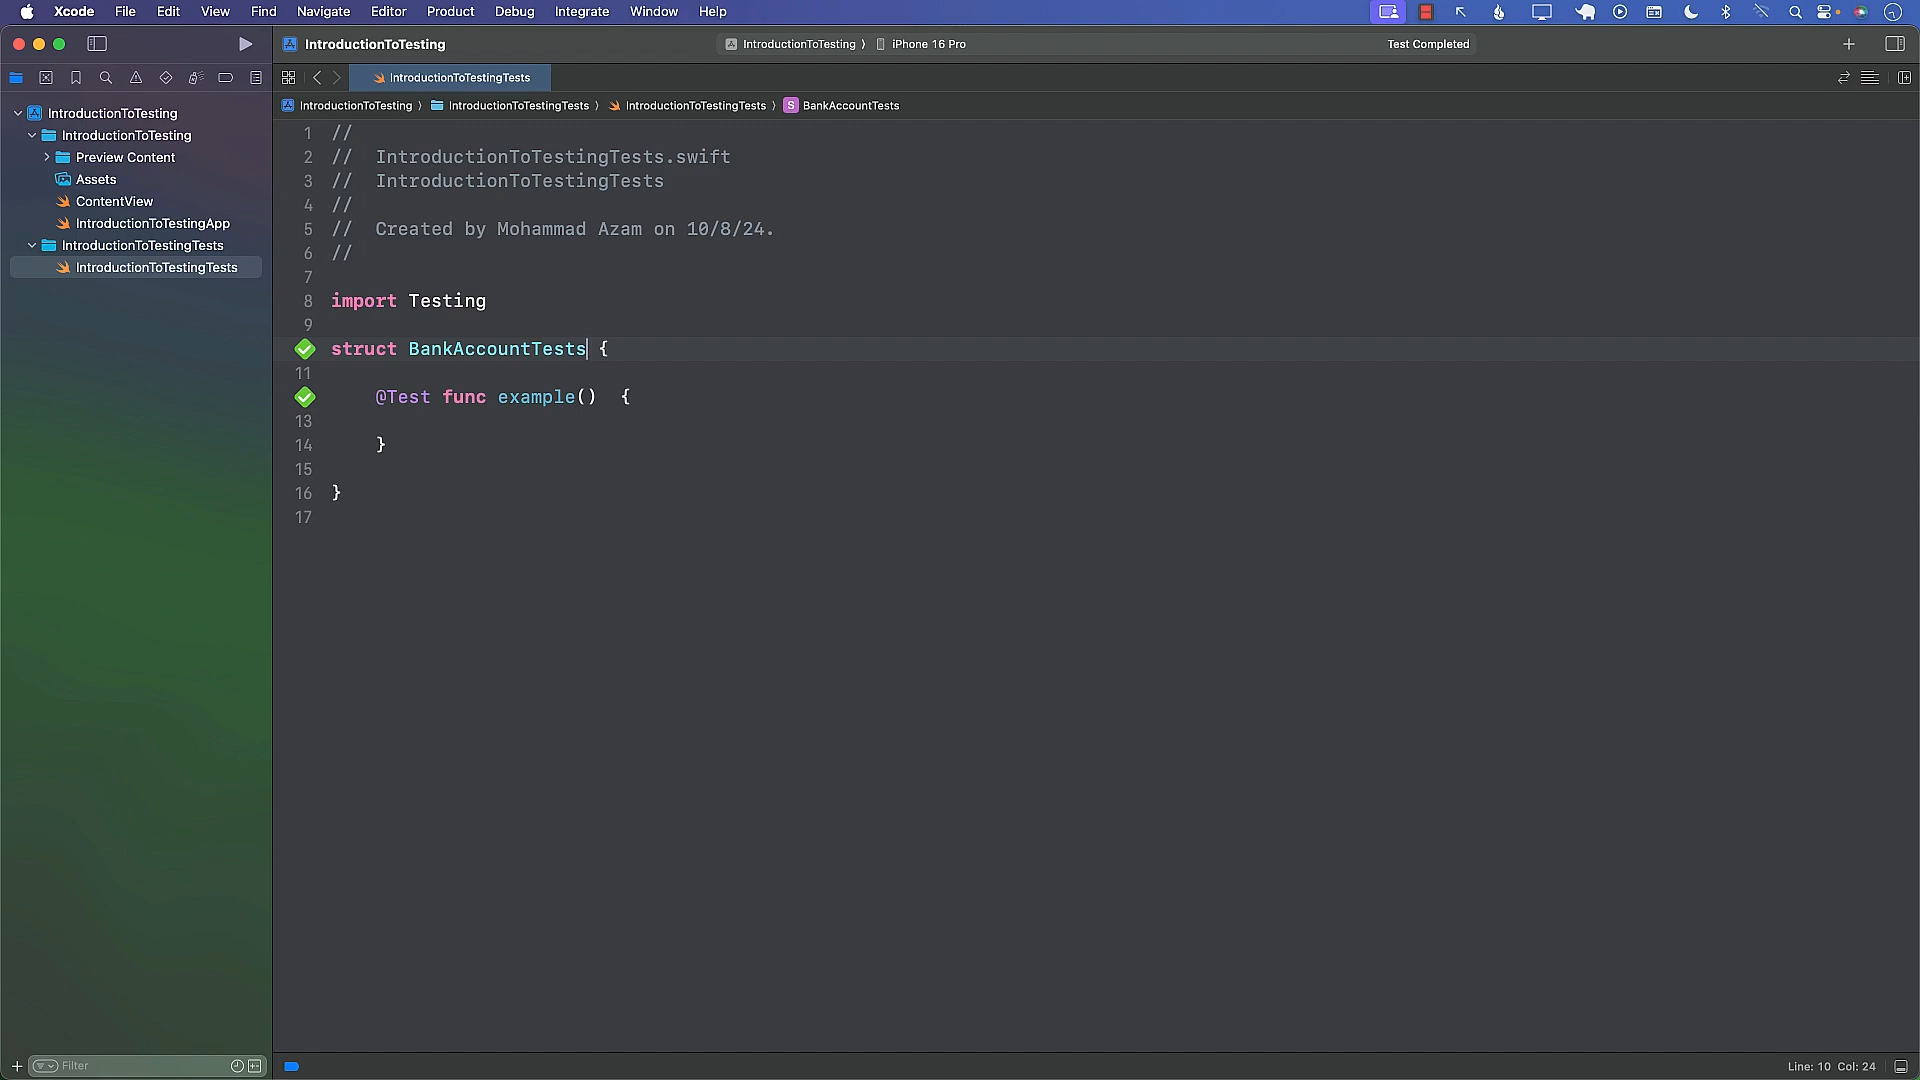 Xcode File Edit View Find Navigate Editor Product Debug Integrate Window Help
IntroductionToTesting
IntroductionToTesting 〉 iPhone 16 Pro
Test Completed
IntroductionToTestingTests
IntroductionToTesting 〉 IntroductionToTestingTests 〉 IntroductionToTestingTests 〉 S BankAccountTests
IntroductionToTesting
IntroductionToTesting
Preview Content
Assets
ContentView
IntroductionToTestingApp
IntroductionToTestingTests
IntroductionToTestingTests
1 //
2 //  IntroductionToTestingTests.swift
3 //  IntroductionToTestingTests
4 //
5 //  Created by Mohammad Azam on 10/8/24.
6 //
7
8 import Testing
9
struct BankAccountTests {
11
@Test func example()  {
13
14 }
15
16 }
17
Filter
Line: 10 Col: 24